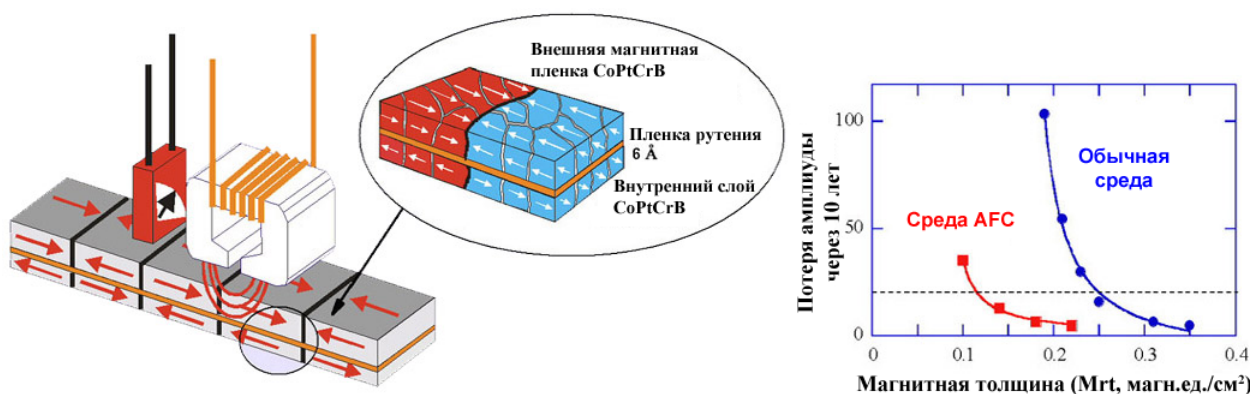 Внешняя магнитная
пленка CoPtCrB
Пленка рутения
6 Å
Внутренний слой
CoPtCrB
Потеря амплиуды
через 10 лет
100
50
0
Обычная
среда
Среда AFC
0
0.1
0.2
0.3
0.4
Магнитная толщина (Mrt, магн.ед./см²)